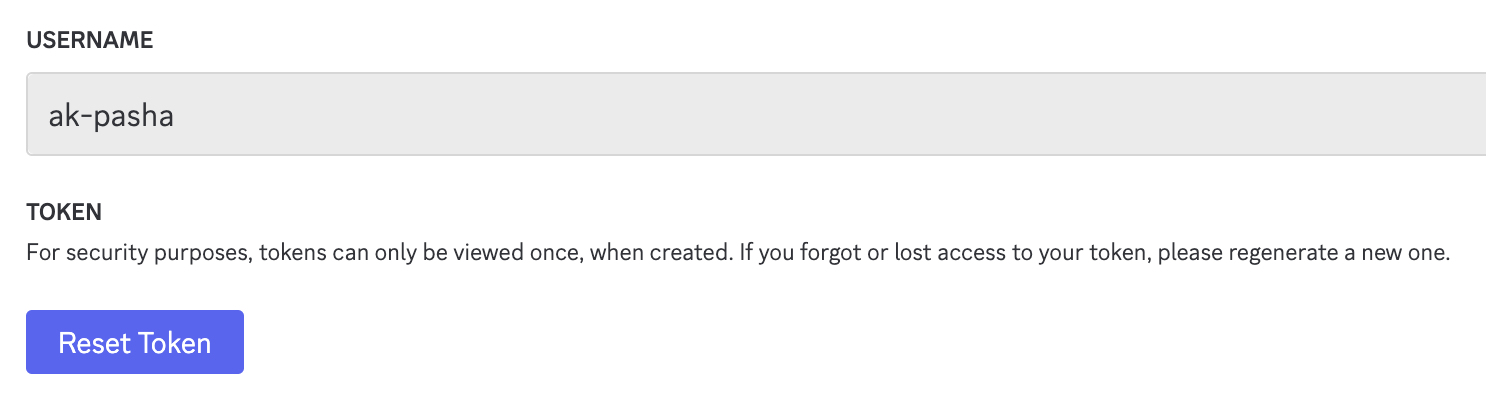 USERNAME
ak-pasha
TOKEN
For security purposes, tokens can only be viewed once, when created. If you forgot or lost access to your token, please regenerate a new one.
Reset Token